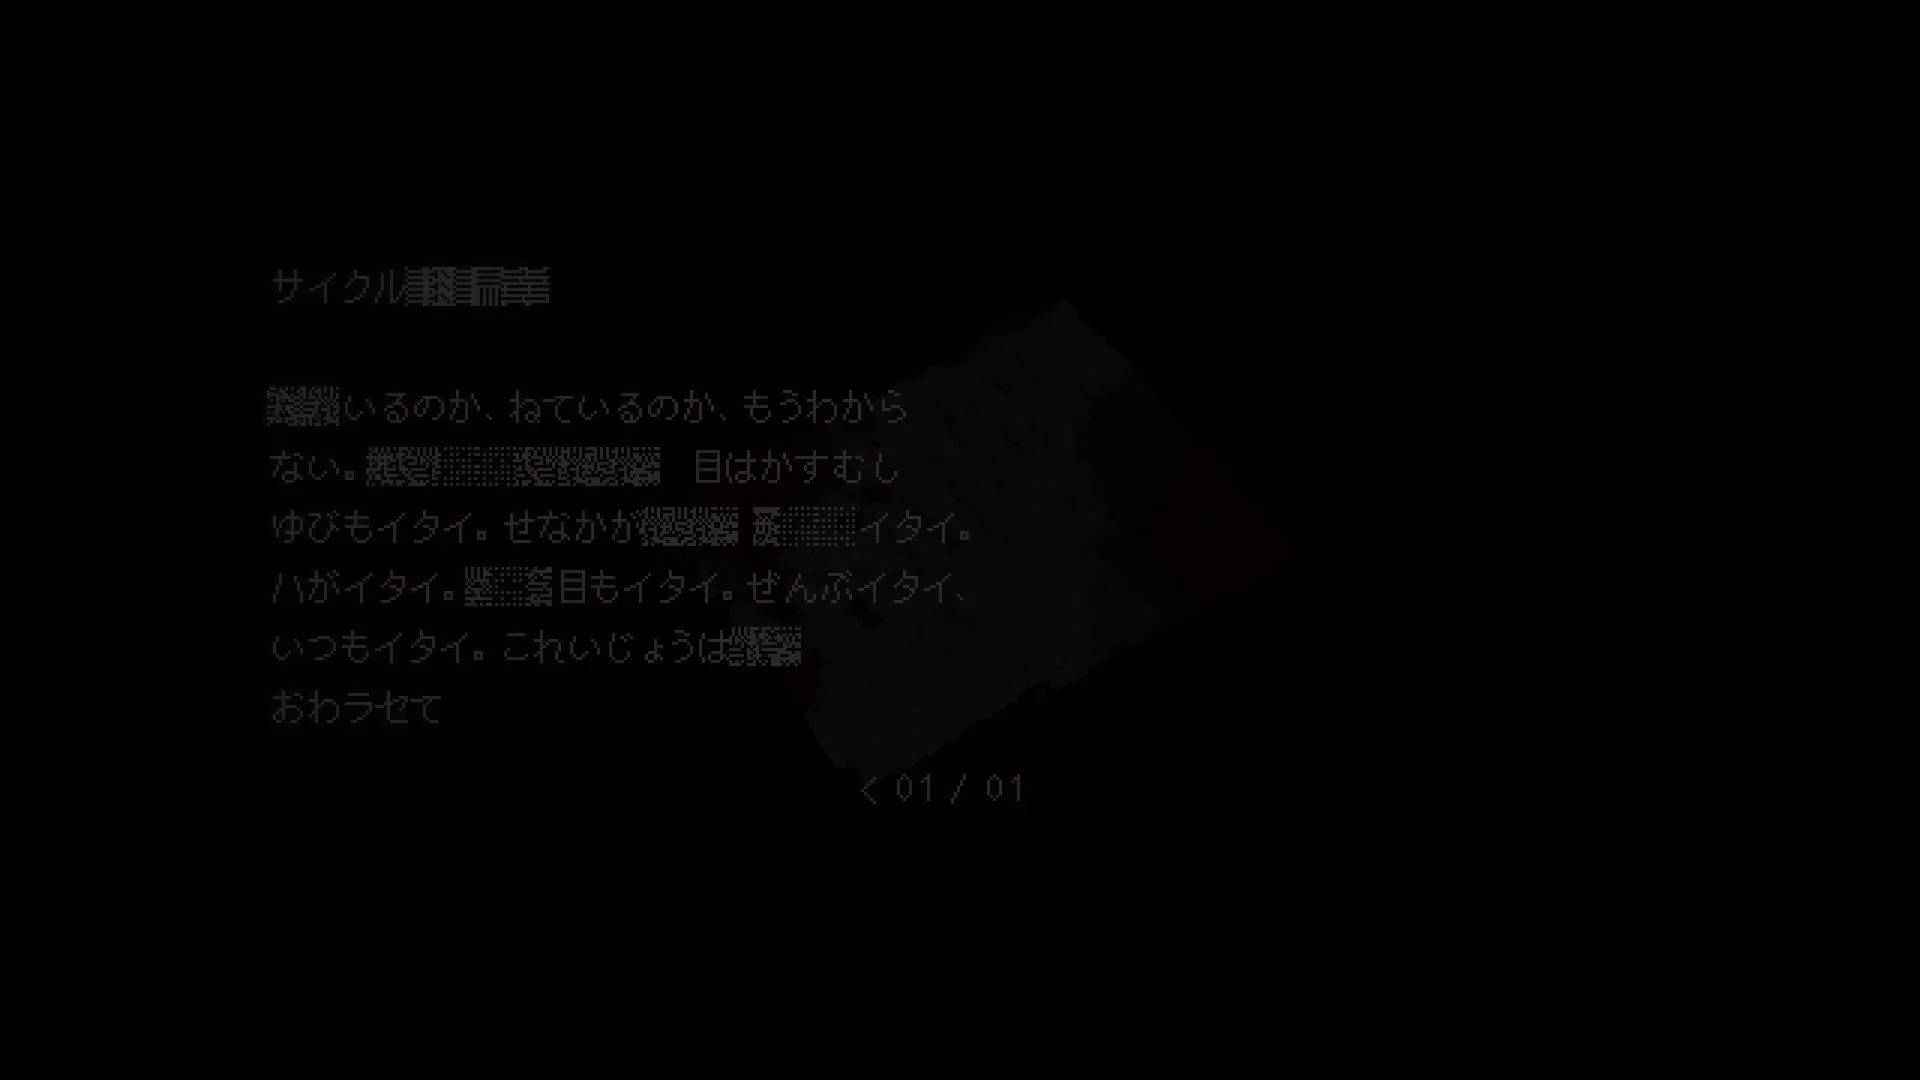 サイクル
いるのか、ねているのか、もうわから
ない。 目はかすむし
ゆびもイタイ。せなかが イタイ。
ハがイタイ。 目もイタイ。ぜんぶイタイ、
いつもイタイ。これいじょうは
おわラセて
< 01 / 01